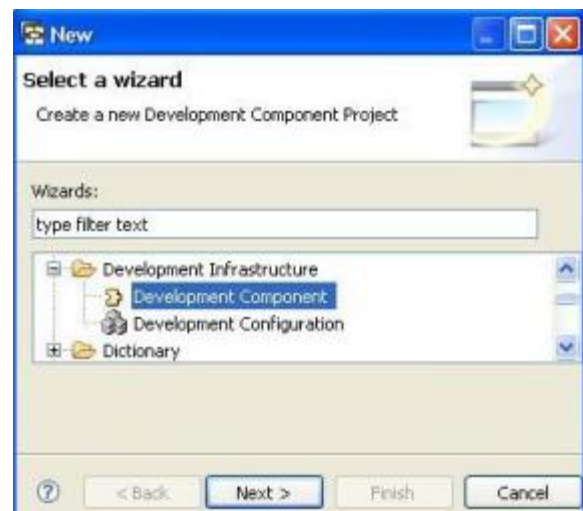 New
Select a wizard
Create a new Development Component Project
Wizards:
type filter text
Development Infrastructure
Development Component
Development Configuration
Dictionary
< Back Next > Finish Cancel